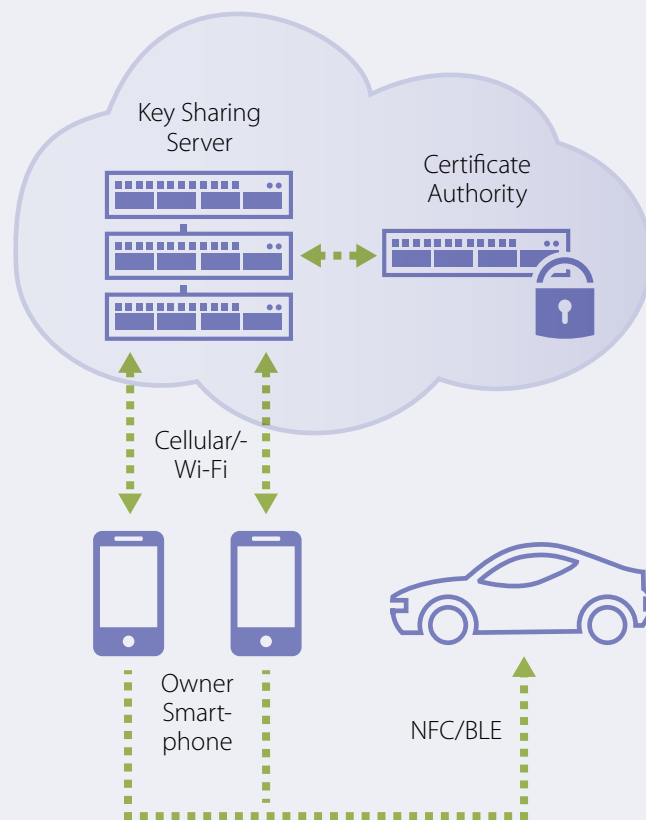 Key Sharing
Server
Certificate
Authority
Cellular/-
Wi-Fi
Owner
Smart-
phone
NFC/BLE